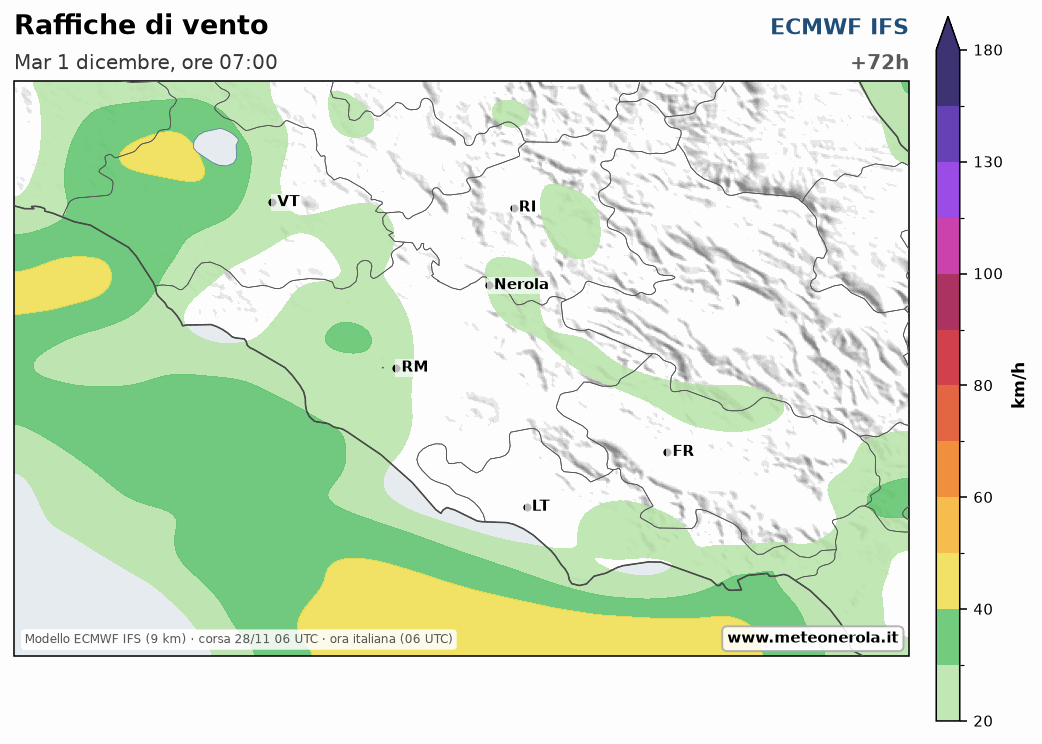 Raffiche di vento
ECMWF IFS
Mar 1 dicembre, ore 07:00
+72h
VT
RI
Nerola
RM
FR
LT
Modello ECMWF IFS (9 km) · corsa 28/11 06 UTC · ora italiana (06 UTC)
www.meteonerola.it
180
130
100
80
60
40
20
km/h